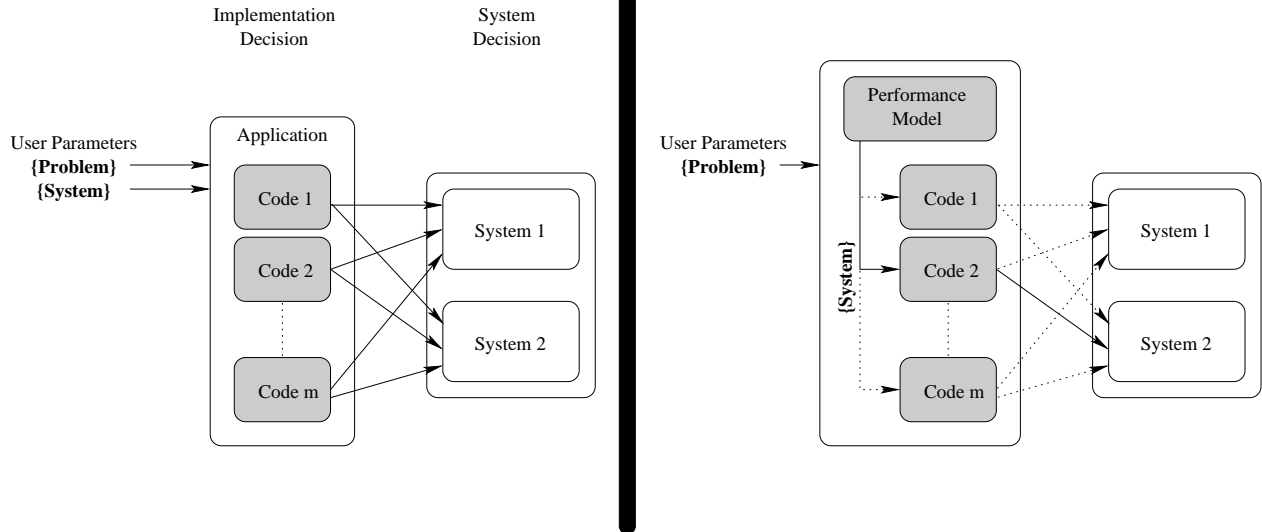 Implementation
Decision
System
Decision
User Parameters
{Problem}
{System}
Application
Code 1
Code 2
Code m
System 1
System 2
User Parameters
{Problem}
Performance
Model
{System}
Code 1
Code 2
Code m
System 1
System 2